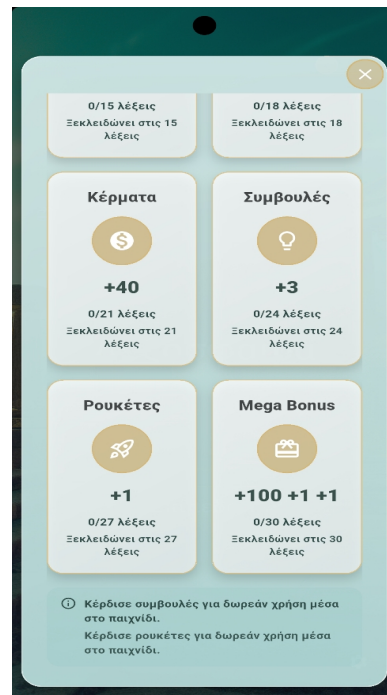 0/15 λέξεις
Ξεκλειδώνει στις 15
λέξεις
0/18 λέξεις
Ξεκλειδώνει στις 18
λέξεις
Κέρματα
+40
0/21 λέξεις
Ξεκλειδώνει στις 21
λέξεις
Συμβουλές
+3
0/24 λέξεις
Ξεκλειδώνει στις 24
λέξεις
Ρουκέτες
+1
0/27 λέξεις
Ξεκλειδώνει στις 27
λέξεις
Mega Bonus
+100 +1 +1
0/30 λέξεις
Ξεκλειδώνει στις 30
λέξεις
Κέρδισε συμβουλές για δωρεάν χρήση μέσα
στο παιχνίδι.
Κέρδισε ρουκέτες για δωρεάν χρήση μέσα
στο παιχνίδι.